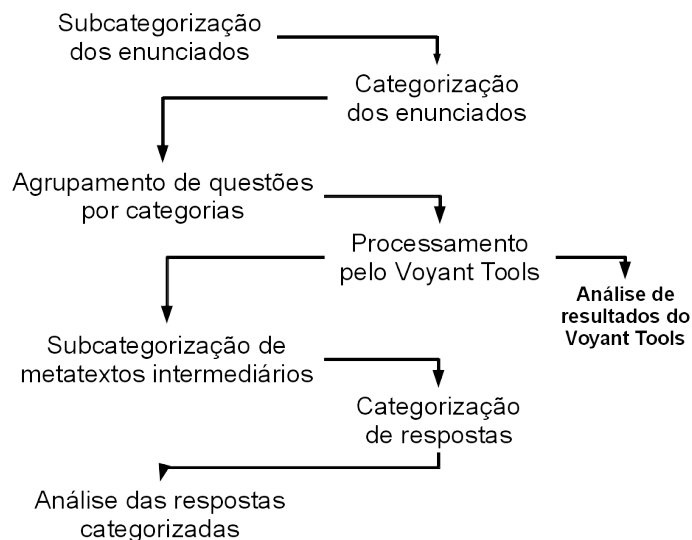 Subcategorização
dos enunciados
Categorização
dos enunciados
Agrupamento de questões
por categorias
Processamento
pelo Voyant Tools
Análise de
resultados do
Voyant Tools
Subcategorização de
metatextos intermediários
Categorização
de respostas
Análise das respostas
categorizadas